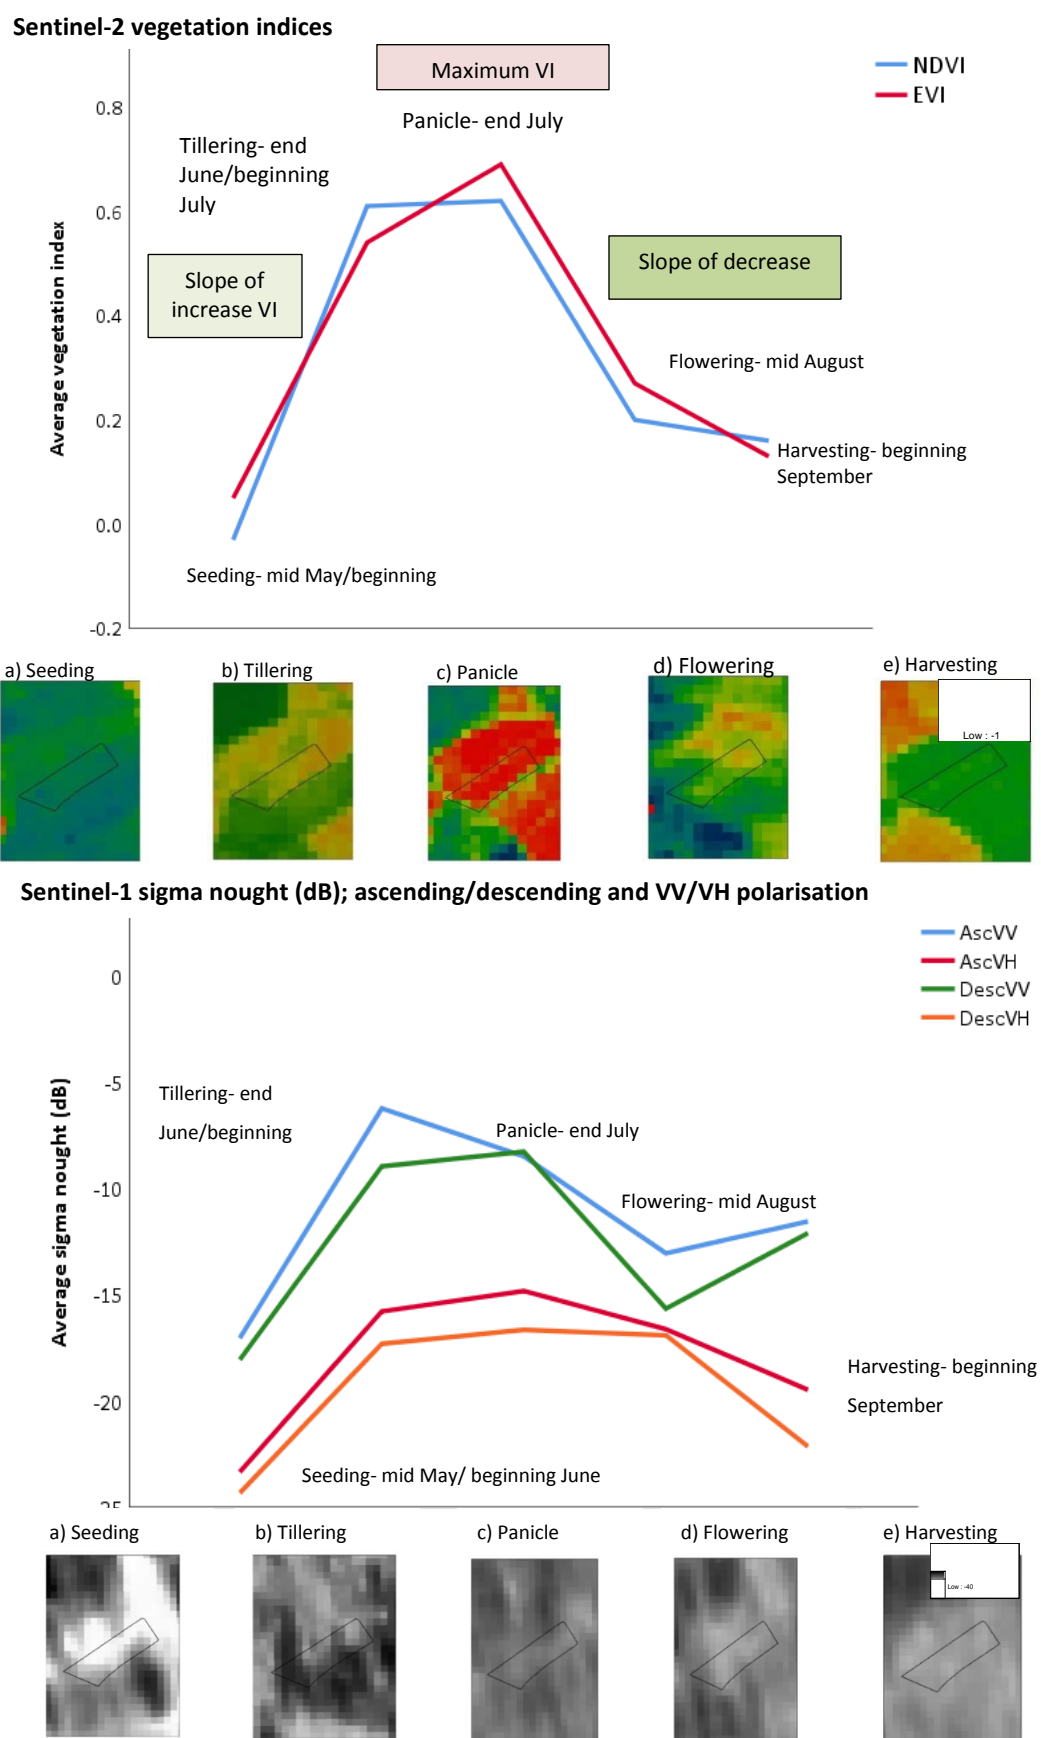 Sentinel-2 vegetation indices
Maximum VI
NDVI
EVI
Panicle- end July
Tillering- end
June/beginning
July
Slope of
increase VI
Slope of decrease
Flowering- mid August
Harvesting- beginning
September
Seeding- mid May/beginning
Average vegetation index
0.8
0.6
0.4
0.2
0.0
-0.2
a) Seeding
b) Tillering
c) Panicle
d) Flowering
e) Harvesting
Low : -1
Sentinel-1 sigma nought (dB); ascending/descending and VV/VH polarisation
AscVV
AscVH
DescVV
DescVH
Average sigma nought (dB)
0
-5
-10
-15
-20
Tillering- end
June/beginning
Panicle- end July
Flowering- mid August
Harvesting- beginning
September
Seeding- mid May/ beginning June
a) Seeding
b) Tillering
c) Panicle
d) Flowering
e) Harvesting
Low : -40